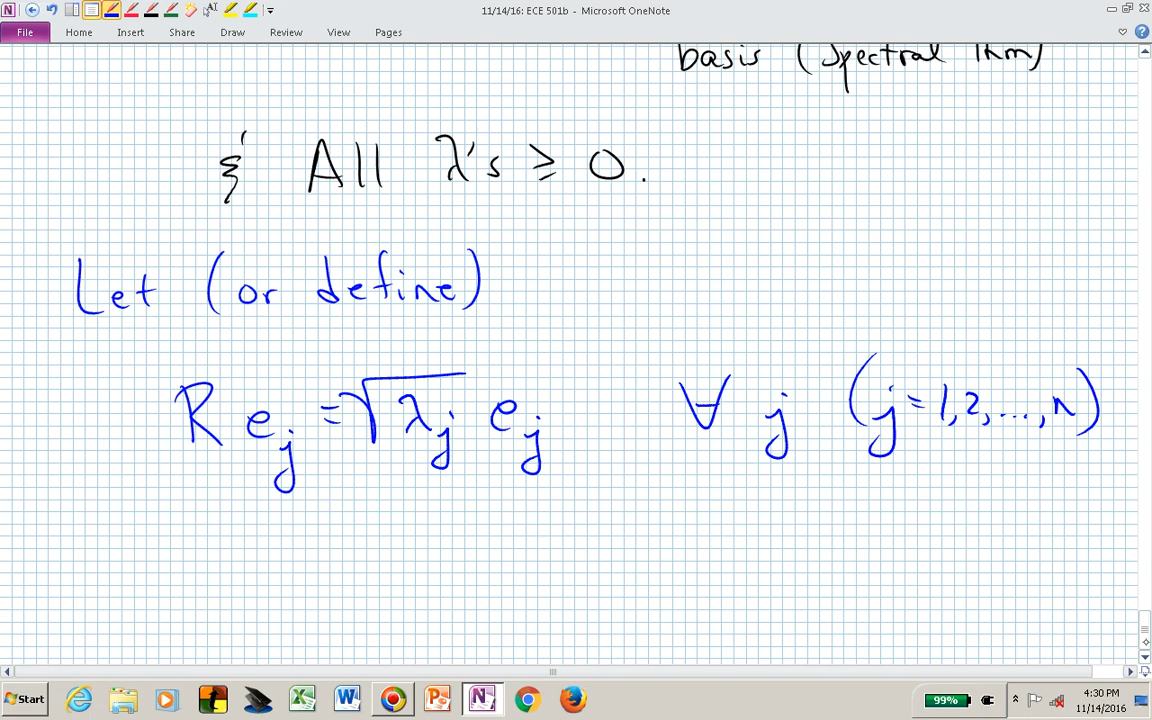 11/14/16: ECE 501b - Microsoft OneNote
File Home Insert Share Draw Review View Pages
basis (Spectral Thm)
& All λ's ≥ 0.
Let (or define)
R e_j = √λ_j e_j ∀ j (j=1,2,...,n)
Start
99%
4:30 PM
11/14/2016